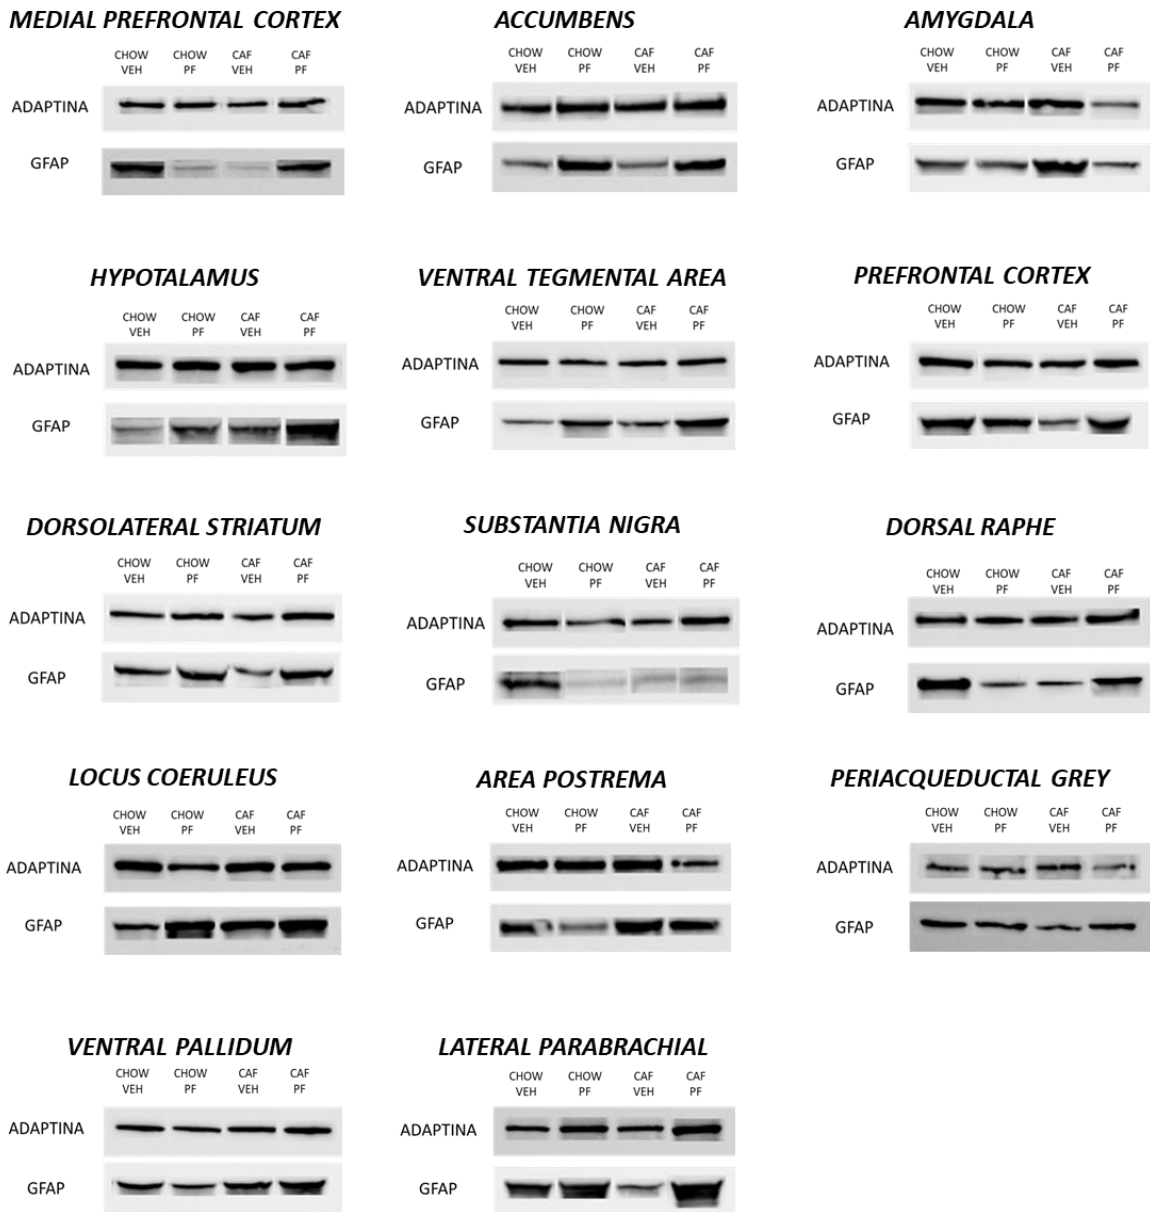 MEDIAL PREFRONTAL CORTEX
CHOW CHOW CAF CAF
VEH PF VEH PF
ADAPTINA
GFAP
ACCUMBENS
CHOW CHOW CAF CAF
VEH PF VEH PF
ADAPTINA
GFAP
AMYGDALA
CHOW CHOW CAF CAF
VEH PF VEH PF
ADAPTINA
GFAP
HYPOTALAMUS
CHOW CHOW CAF CAF
VEH PF VEH PF
ADAPTINA
GFAP
VENTRAL TEGMENTAL AREA
CHOW CHOW CAF CAF
VEH PF VEH PF
ADAPTINA
GFAP
PREFRONTAL CORTEX
CHOW CHOW CAF CAF
VEH PF VEH PF
ADAPTINA
GFAP
DORSOLATERAL STRIATUM
CHOW CHOW CAF CAF
VEH PF VEH PF
ADAPTINA
GFAP
SUBSTANTIA NIGRA
CHOW CHOW CAF CAF
VEH PF VEH PF
ADAPTINA
GFAP
DORSAL RAPHE
CHOW CHOW CAF CAF
VEH PF VEH PF
ADAPTINA
GFAP
LOCUS COERULEUS
CHOW CHOW CAF CAF
VEH PF VEH PF
ADAPTINA
GFAP
AREA POSTREMA
CHOW CHOW CAF CAF
VEH PF VEH PF
ADAPTINA
GFAP
PERIACQUEDUCTAL GREY
CHOW CHOW CAF CAF
VEH PF VEH PF
ADAPTINA
GFAP
VENTRAL PALLIDUM
CHOW CHOW CAF CAF
VEH PF VEH PF
ADAPTINA
GFAP
LATERAL PARABRACHIAL
CHOW CHOW CAF CAF
VEH PF VEH PF
ADAPTINA
GFAP